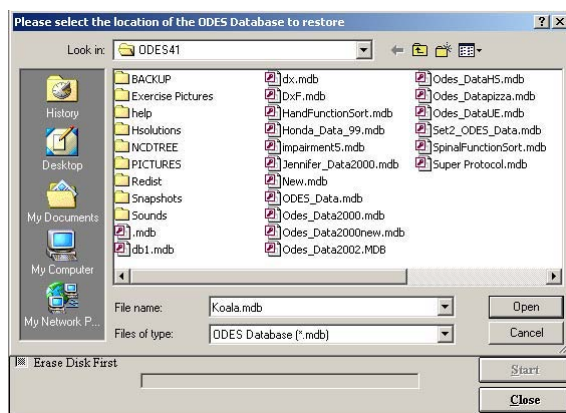 Please select the location of the ODES Database to restore
Look in: ODES41
History
Desktop
My Documents
My Computer
My Network P...
BACKUP
Exercise Pictures
help
Hsolutions
NCDTREE
PICTURES
Redist
Snapshots
Sounds
.mdb
db1.mdb
dx.mdb
DxF.mdb
HandFunctionSort.mdb
Honda_Data_99.mdb
impairment5.mdb
Jennifer_Data2000.mdb
New.mdb
ODES_Data.mdb
Odes_Data2000.mdb
Odes_Data2000new.mdb
Odes_Data2002.MDB
Odes_DataHS.mdb
Odes_Datapizza.mdb
Odes_DataUE.mdb
Set2_ODES_Data.mdb
SpinalFunctionSort.mdb
Super Protocol.mdb
File name: Koala.mdb Open
Files of type: ODES Database (*.mdb) Cancel
Erase Disk First
Start
Close